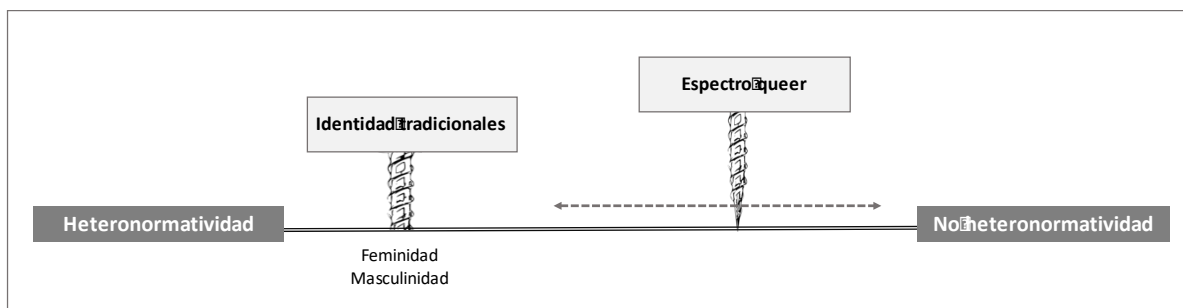 Espectro queer
Identidad tradicionales
Heteronormatividad
No heteronormatividad
Feminidad
Masculinidad